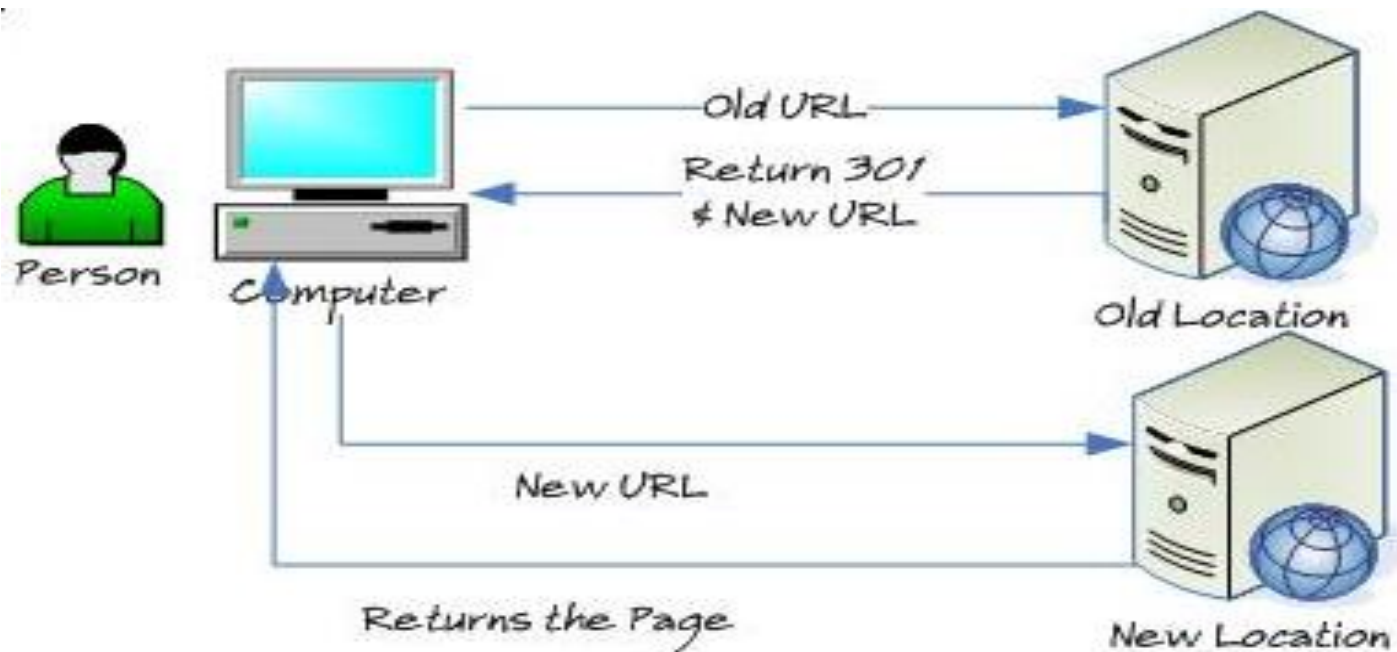 Old URL
Return 301
& New URL
Person
Computer
Old Location
New URL
Returns the Page
New Location